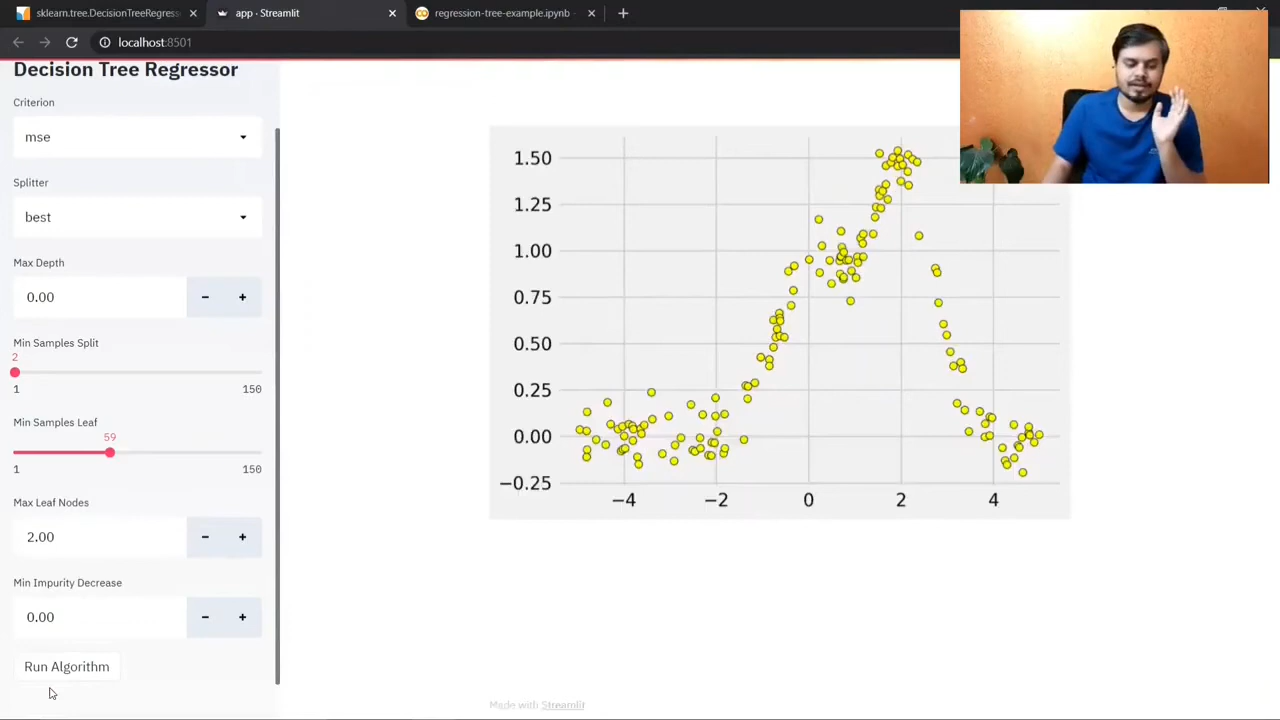 sklearn.tree.DecisionTreeRegress
app · Streamlit
regression-tree-example.ipynb
localhost:8501
Decision Tree Regressor
Criterion
mse
Splitter
best
Max Depth
0.00
Min Samples Split
2
1
150
Min Samples Leaf
59
1
150
Max Leaf Nodes
2.00
Min Impurity Decrease
0.00
Run Algorithm
1.50
1.25
1.00
0.75
0.50
0.25
0.00
−0.25
−4
−2
0
2
4
Made with Streamlit